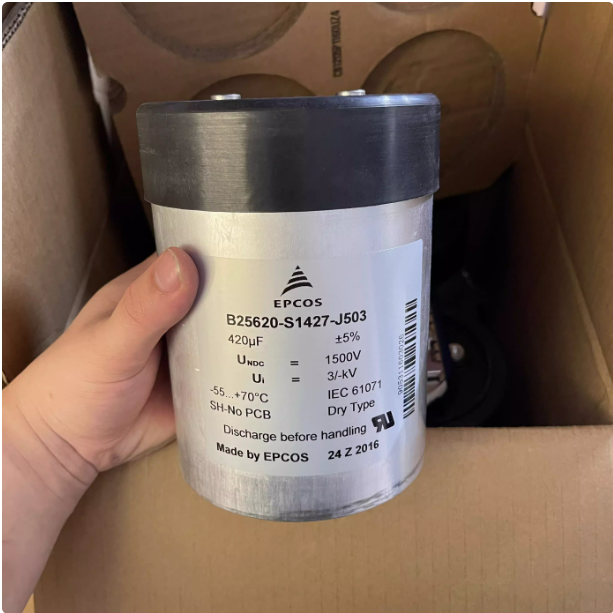 EPCOS
B25620-S1427-J503
420µF ±5%
UNDC = 1500V
Ui = 3/-kV
-55...+70°C IEC 61071
SH-No PCB Dry Type
Discharge before handling
Made by EPCOS 24 Z 2016